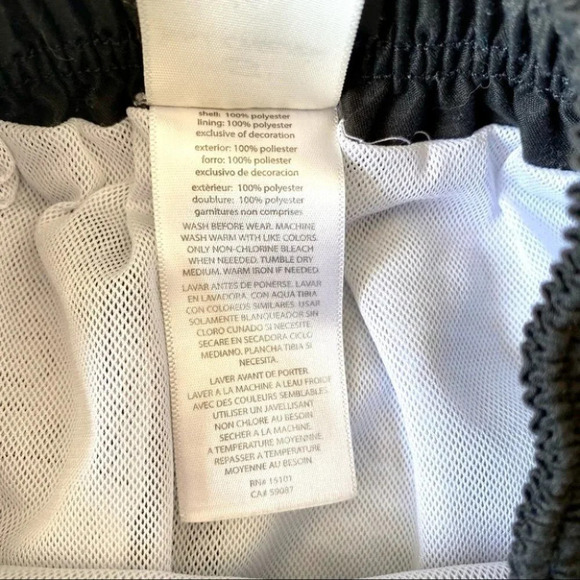 shell: 100% polyester
lining: 100% polyester
exclusive of decoration
exterior: 100% poliester
forro: 100% poliester
exclusivo de decoracion
extérieur: 100% polyester
doublure: 100% polyester
garnitures non comprises
WASH BEFORE WEAR. MACHINE
WASH WARM WITH LIKE COLORS.
ONLY NON-CHLORINE BLEACH
WHEN NEEEDED. TUMBLE DRY
MEDIUM. WARM IRON IF NEEDED.
LAVAR ANTES DE PONERSE. LAVAR
EN LAVADORA, CON AQUA TIBIA
CON COLOREDS SIMILARES. USAR
SOLAMENTE BLANQUEADOR SIN
CLORO CUNADO SI NECESITE
SECARE EN SECADORA CICLO
MEDIANO. PLANCHA TIBIA SI
NECESITA.
LAVER AVANT DE PORTER.
LAVER A LA MACHINE A LEAU FROIDE
AVEC DES COULEURS SEMBLABLES.
UTILISER UN JAVELLISANT
NON CHLORE AU BESOIN.
SECHER A LA MACHINE.
A TEMPERATURE MOYENNE.
REPASSER A TEMPERATURE
MOYENNE AU BESOIN.
RN# 15101
CA# 59087